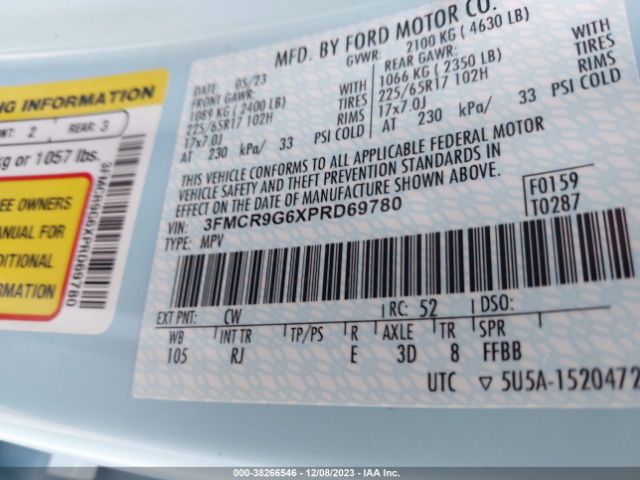 MFD. BY FORD MOTOR CO.
DATE: 05/23
GVWR: 2100 KG ( 4630 LB)
FRONT GAWR:
1089 KG ( 2400 LB)
225/65R17 102H TIRES
17x7.0J RIMS
AT 230 kPa/ 33 PSI COLD
REAR GAWR:
1066 KG ( 2350 LB) WITH
225/65R17 102H TIRES
17x7.0J RIMS
AT 230 kPa/ 33 PSI COLD
THIS VEHICLE CONFORMS TO ALL APPLICABLE FEDERAL MOTOR
VEHICLE SAFETY AND THEFT PREVENTION STANDARDS IN
EFFECT ON THE DATE OF MANUFACTURE SHOWN ABOVE.
VIN: 3FMCR9G6XPRD69780
TYPE: MPV
F0159
T0287
EXT PNT: CW RC: 52 DSO:
WB INT TR TP/PS R AXLE TR SPR
105 RJ E 3D 8 FFBB
UTC ▽ 5U5A-1520472
NG INFORMATION
NT: 2 REAR: 3
kg or 1057 lbs.
EE OWNERS
ANUAL FOR
DITIONAL
ORMATION
3FMCR9G6XPRD69780
000 - 38266546 - 12/08/2023 - IAA Inc.